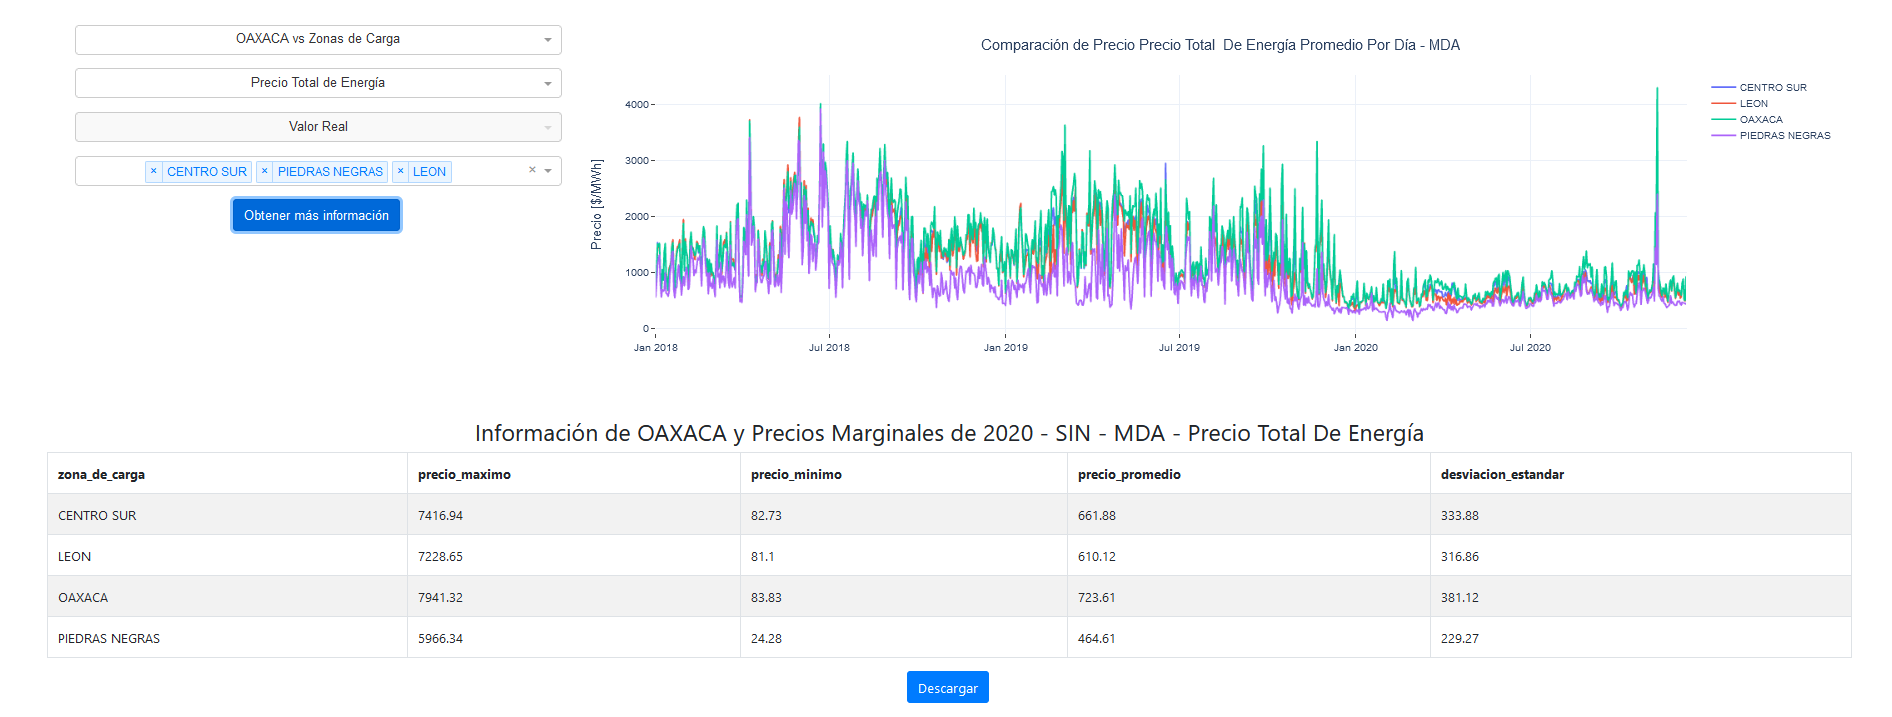 OAXACA vs Zonas de Carga
Precio Total de Energía
Valor Real
× CENTRO SUR × PIEDRAS NEGRAS × LEON ×
Obtener más información
Comparación de Precio Precio Total  De Energía Promedio Por Día - MDA
Precio [$/MWh]
4000
3000
2000
1000
0
Jan 2018 Jul 2018 Jan 2019 Jul 2019 Jan 2020 Jul 2020
CENTRO SUR
LEON
OAXACA
PIEDRAS NEGRAS
Información de OAXACA y Precios Marginales de 2020 - SIN - MDA - Precio Total De Energía
zona_de_carga precio_maximo precio_minimo precio_promedio desviacion_estandar
CENTRO SUR 7416.94 82.73 661.88 333.88
LEON 7228.65 81.1 610.12 316.86
OAXACA 7941.32 83.83 723.61 381.12
PIEDRAS NEGRAS 5966.34 24.28 464.61 229.27
Descargar